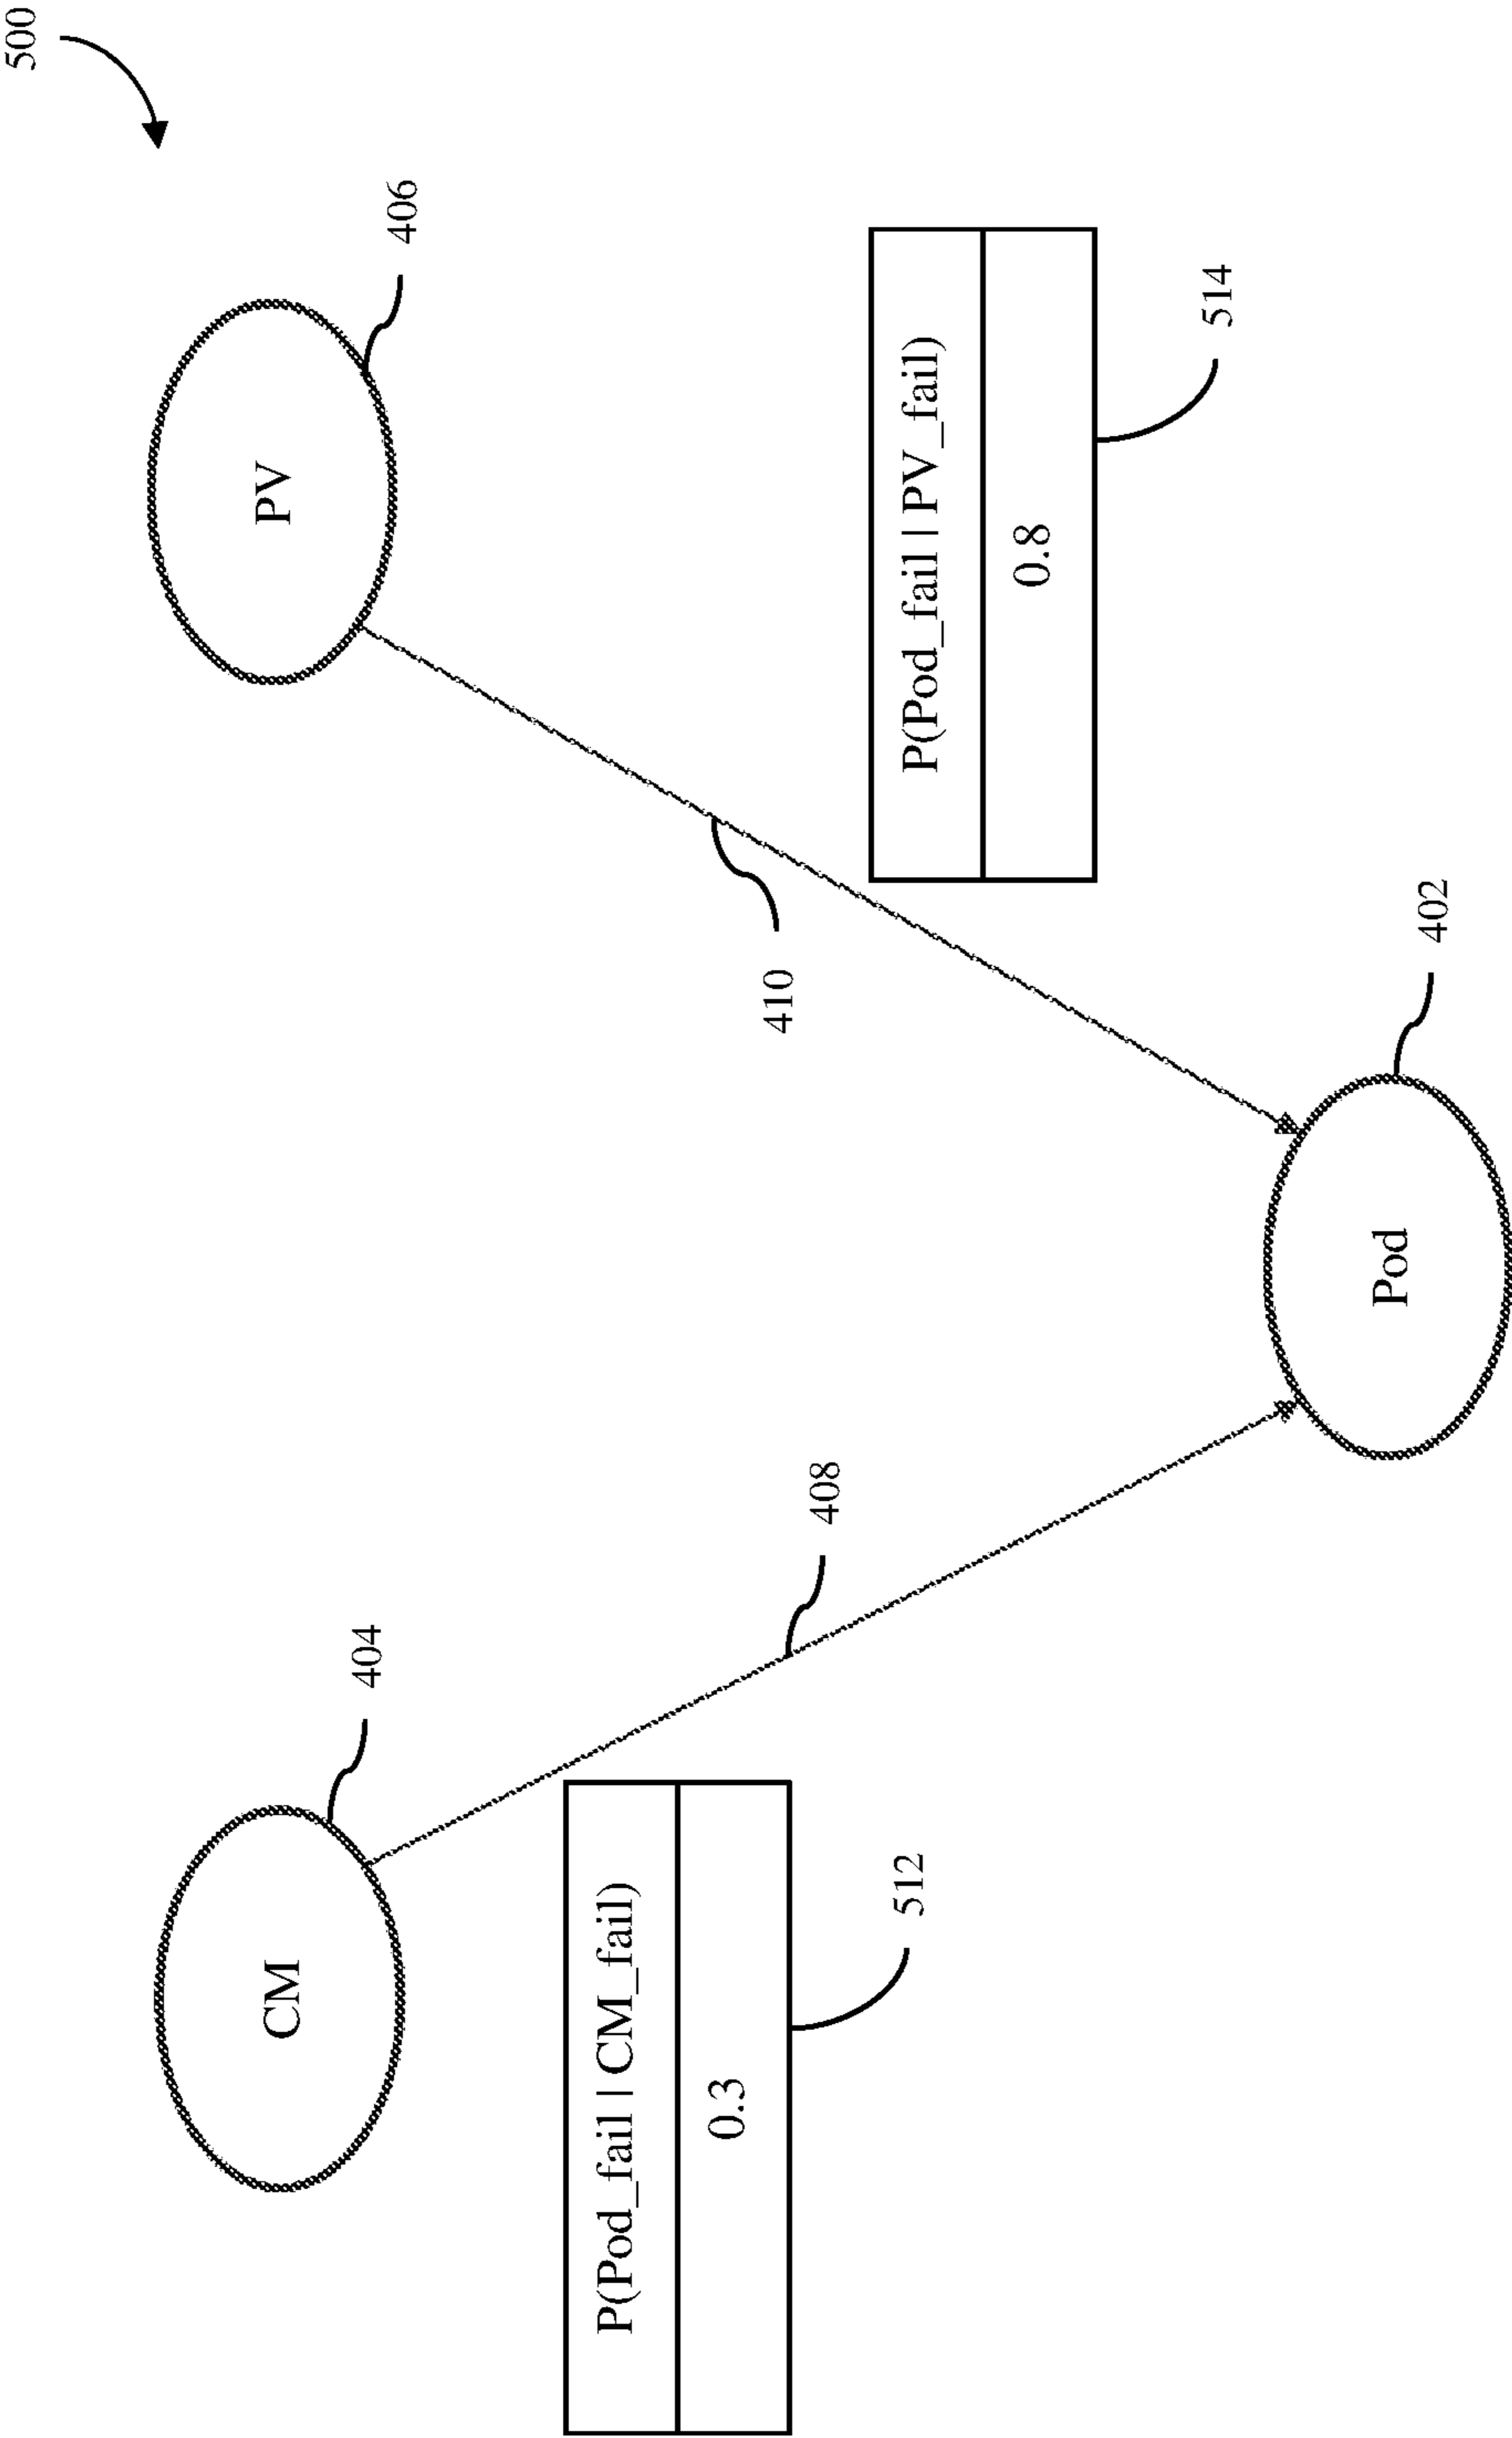 500
CM
404
PV
406
P(Pod_fail | CM_fail)
0.3
512
408
410
P(Pod_fail | PV_fail)
0.8
514
Pod
402